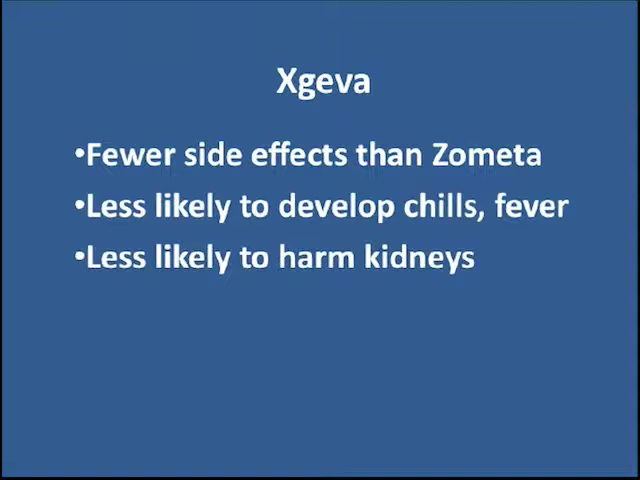 Xgeva
•Fewer side effects than Zometa
•Less likely to develop chills, fever
•Less likely to harm kidneys